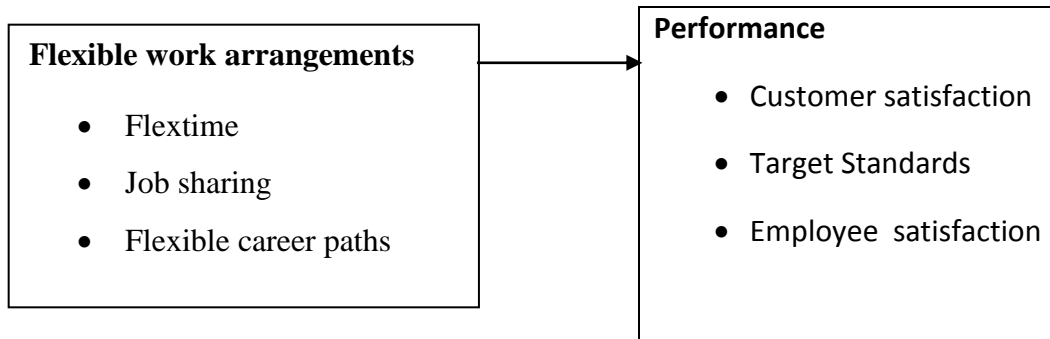 Flexible work arrangements
• Flextime
• Job sharing
• Flexible career paths
Performance
• Customer satisfaction
• Target Standards
• Employee satisfaction